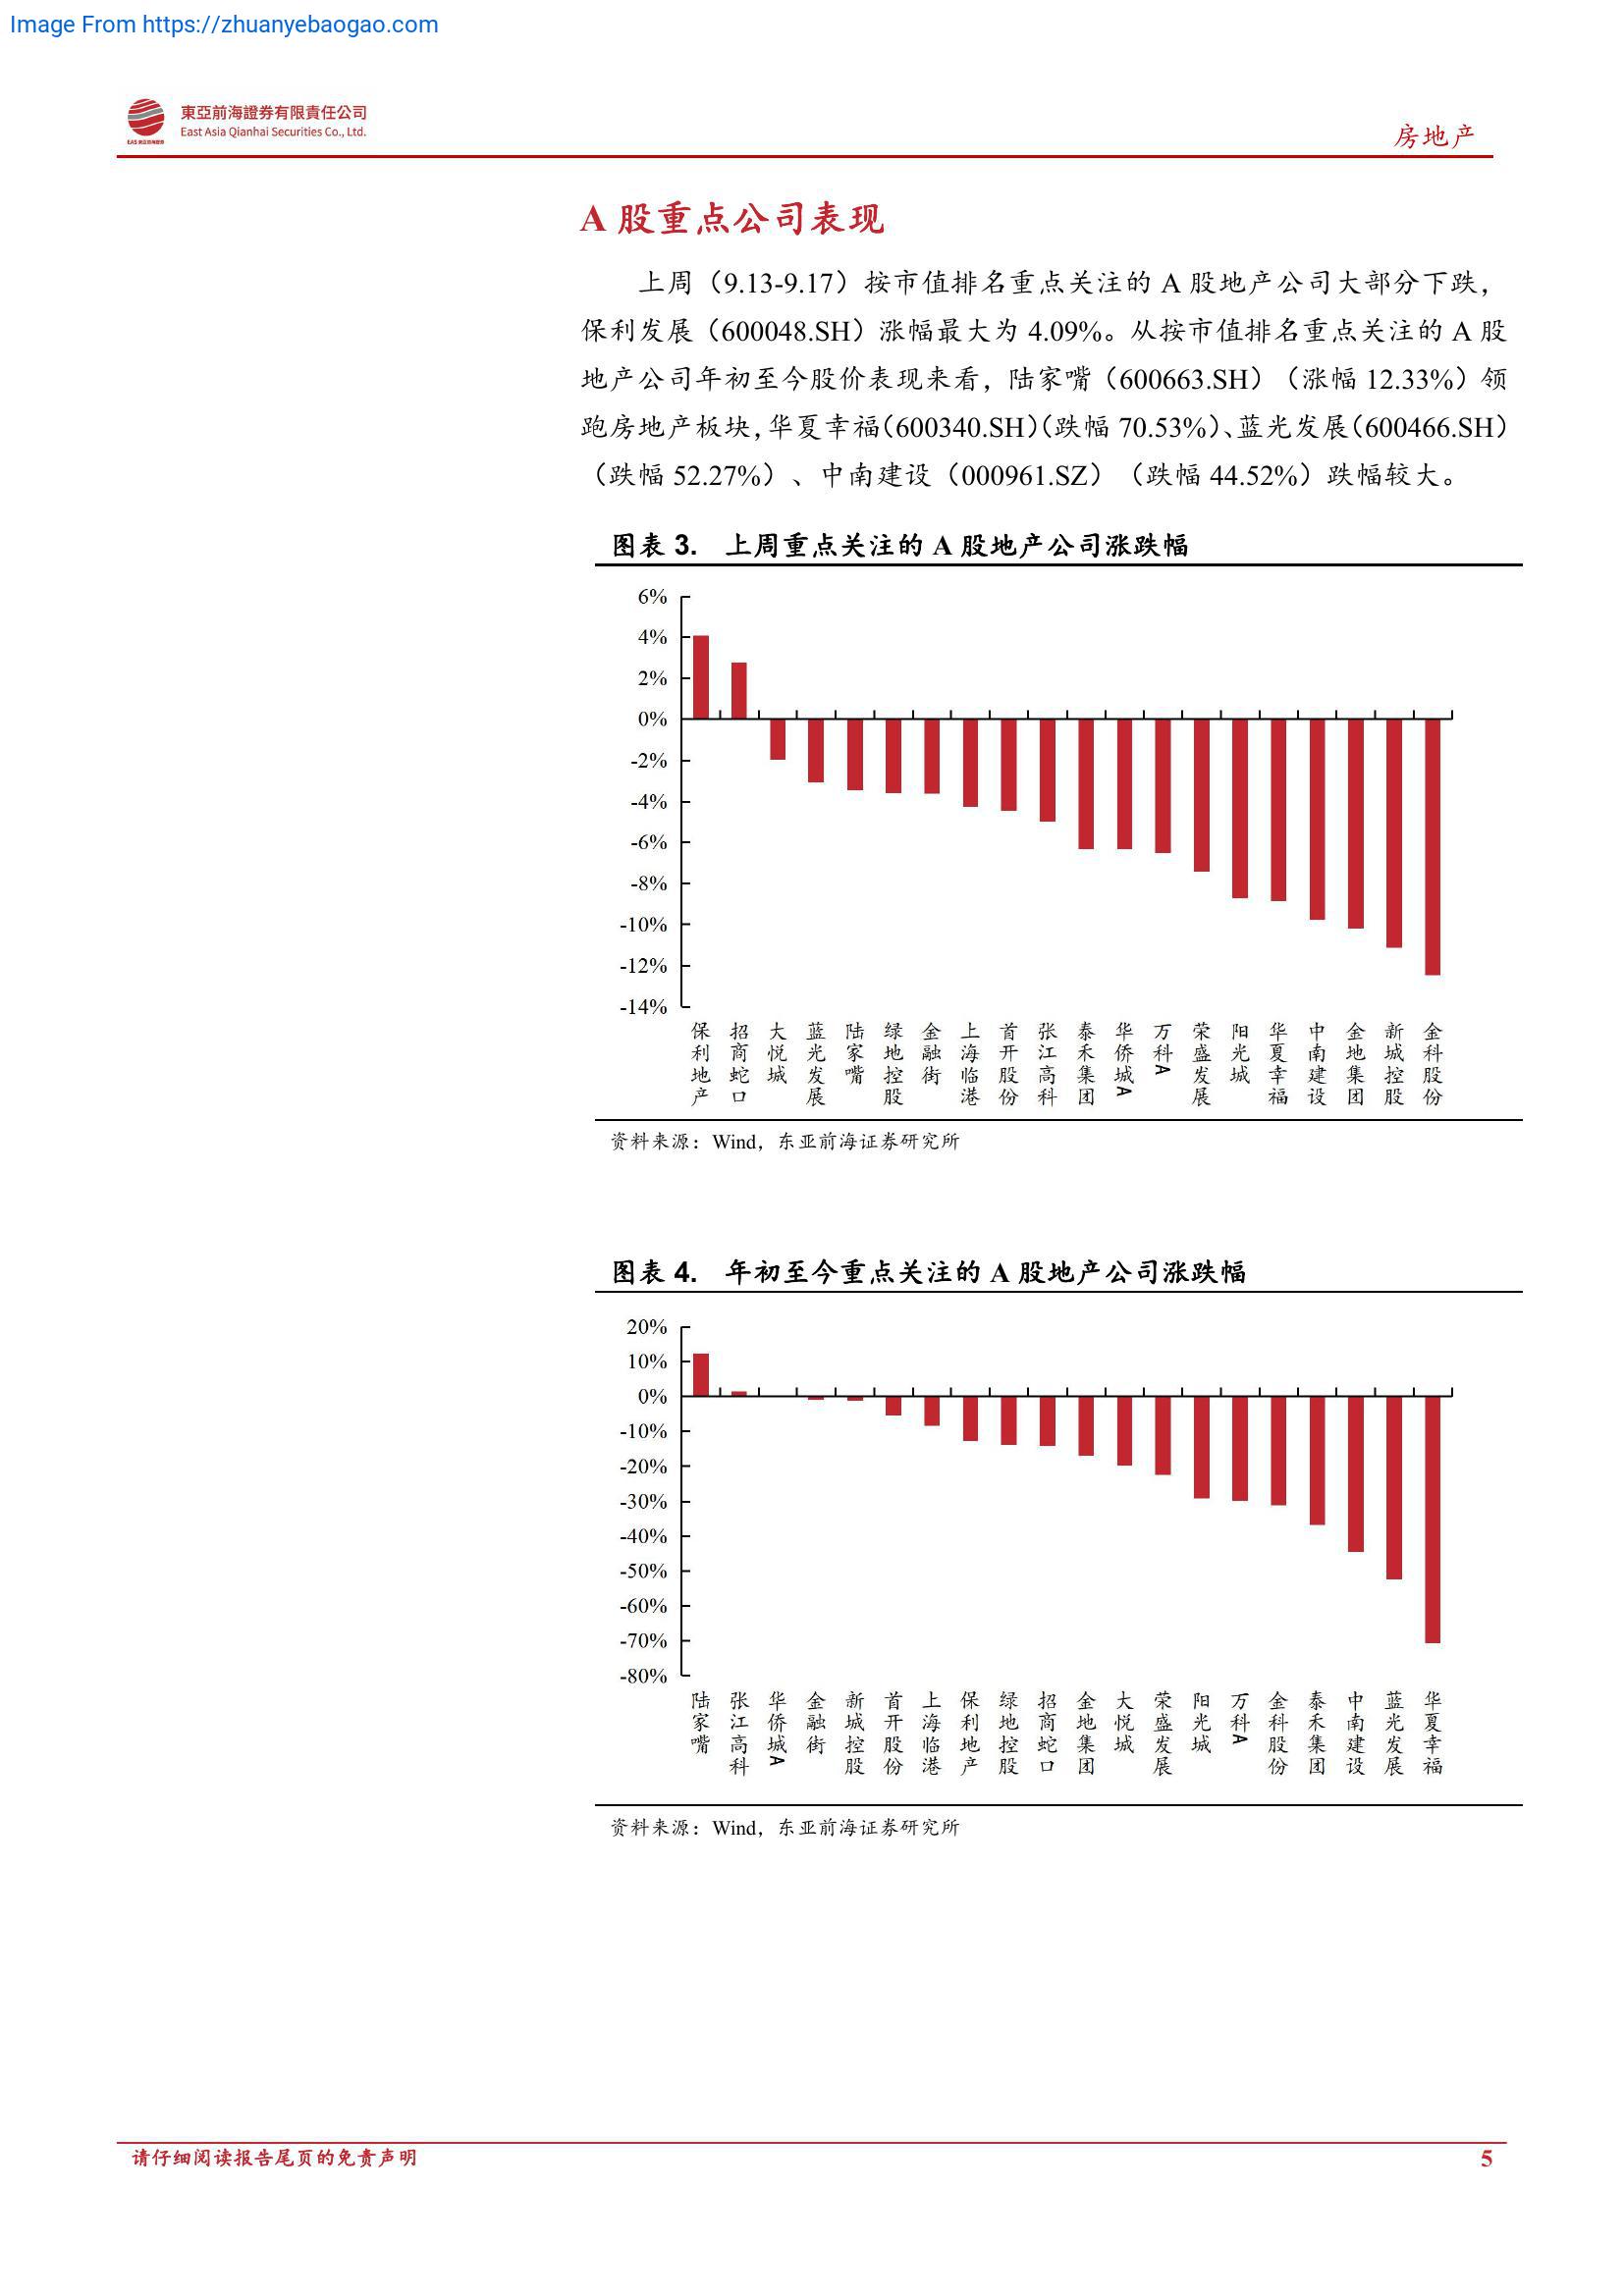 Image From https://zhuanyebaogao.com
東亞前海證券有限責任公司
East Asia Qianhai Securities Co., Ltd.
EAS 東亞前海證券
房地产
A 股重点公司表现
上周（9.13-9.17）按市值排名重点关注的 A 股地产公司大部分下跌，
保利发展（600048.SH）涨幅最大为 4.09%。从按市值排名重点关注的 A 股
地产公司年初至今股价表现来看，陆家嘴（600663.SH）（涨幅 12.33%）领
跑房地产板块，华夏幸福（600340.SH）（跌幅 70.53%）、蓝光发展（600466.SH）
（跌幅 52.27%）、中南建设（000961.SZ）（跌幅 44.52%）跌幅较大。
图表 3. 上周重点关注的 A 股地产公司涨跌幅
6%
4%
2%
0%
-2%
-4%
-6%
-8%
-10%
-12%
-14%
保利地产
招商蛇口
大悦城
蓝光发展
陆家嘴
绿地控股
金融街
上海临港
首开股份
张江高科
泰禾集团
华侨城A
万科A
荣盛发展
阳光城
华夏幸福
中南建设
金地集团
新城控股
金科股份
资料来源：Wind，东亚前海证券研究所
图表 4. 年初至今重点关注的 A 股地产公司涨跌幅
20%
10%
0%
-10%
-20%
-30%
-40%
-50%
-60%
-70%
-80%
陆家嘴
张江高科
华侨城A
金融街
新城控股
首开股份
上海临港
保利地产
绿地控股
招商蛇口
金地集团
大悦城
荣盛发展
阳光城
万科A
金科股份
泰禾集团
中南建设
蓝光发展
华夏幸福
资料来源：Wind，东亚前海证券研究所
请仔细阅读报告尾页的免责声明
5